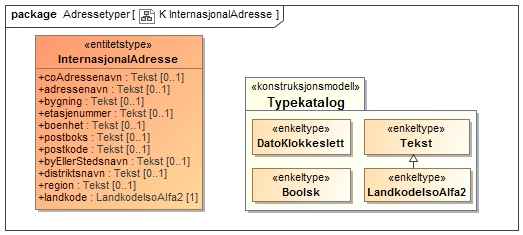 package Adressetyper [ K InternasjonalAdresse ]
«entitetstype»
InternasjonalAdresse
+coAdressenavn : Tekst [0..1]
+adressenavn : Tekst [0..1]
+bygning : Tekst [0..1]
+etasjenummer : Tekst [0..1]
+boenhet : Tekst [0..1]
+postboks : Tekst [0..1]
+postkode : Tekst [0..1]
+byEllerStedsnavn : Tekst [0..1]
+distriktsnavn : Tekst [0..1]
+region : Tekst [0..1]
+landkode : LandkodeIsoAlfa2 [1]
«konstruksjonsmodell»
Typekatalog
«enkeltype»
DatoKlokkeslett
«enkeltype»
Tekst
«enkeltype»
Boolsk
«enkeltype»
LandkodeIsoAlfa2